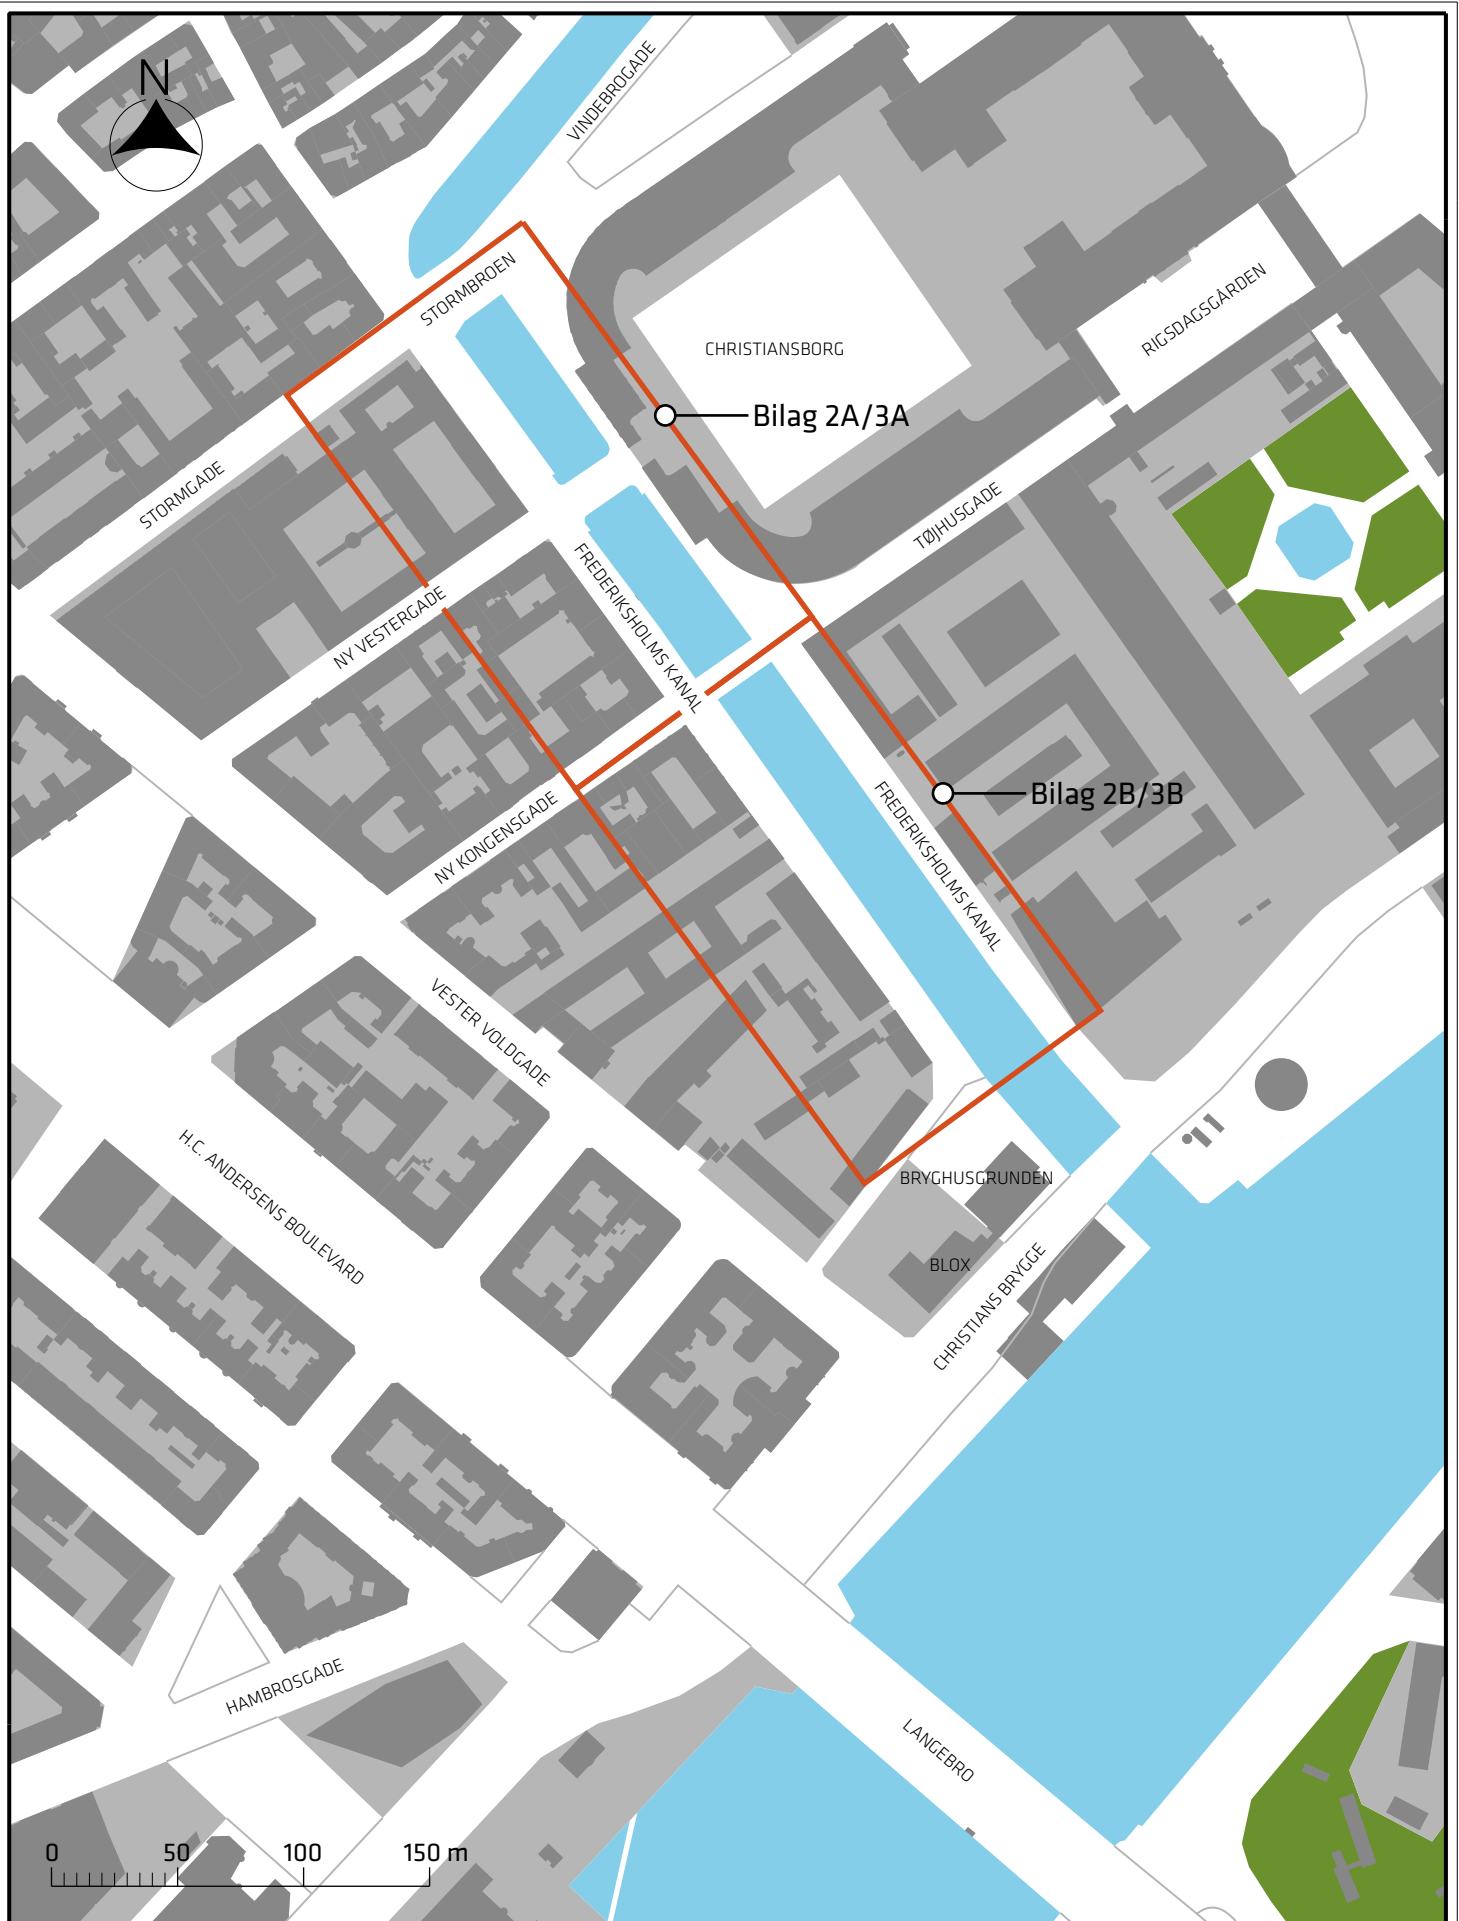 N
VINDEBROGADE
STORMBROEN
RIGSDAGSGÅRDEN
CHRISTIANSBORG
Bilag 2A/3A
STORMGADE
TØJHUSGADE
FREDERIKSHOLMS KANAL
NY VESTERGADE
Bilag 2B/3B
FREDERIKSHOLMS KANAL
NY KONGENSGADE
VESTER VOLDGADE
H.C. ANDERSENS BOULEVARD
BRYGHUSGRUNDEN
BLOX
CHRISTIANS BRYGGE
HAMBROSGADE
LANGEBRO
0 50 100 150 m